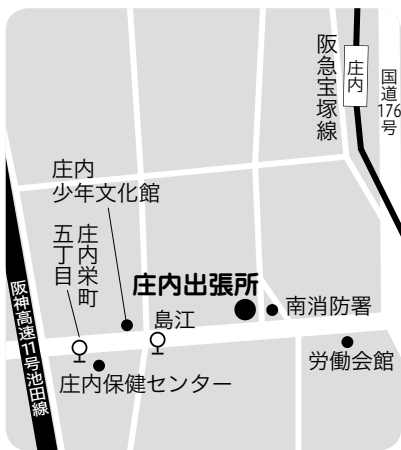 阪急宝塚線
庄内
国道176号
庄内
少年文化館
庄内栄町
五丁目
庄内出張所
島江
南消防署
労働会館
庄内保健センター
阪神高速11号池田線